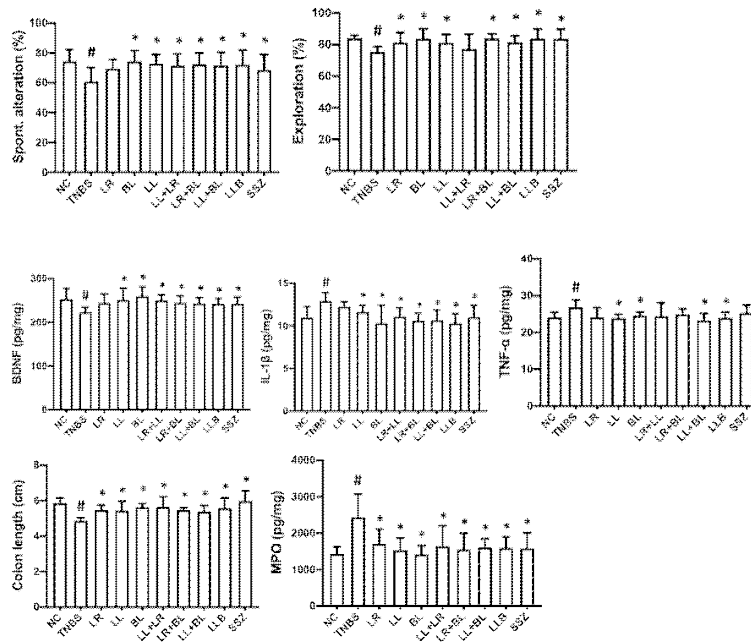 Spont. alteration (%)
100
80
60
40
20
0
# * * * * * * *
NC TNBS LR BL LL LL+LR LR+BL LL+BL LLB SSZ
Exploration (%)
100
80
60
40
20
0
# * * * * * * *
NC TNBS LR BL LL LL+LR LR+BL LL+BL LLB SSZ
BDNF (pg/mg)
300
200
100
0
# * * * * * * *
NC TNBS LR LL BL LR+LL LR+BL LL+BL LLB SSZ
IL-1β (pg/mg)
15
10
5
0
# * * * * * * *
NC TNBS LR LL BL LR+LL LR+BL LL+BL LLB SSZ
TNF-α (pg/mg)
40
30
20
10
0
# * * * *
NC TNBS LR LL BL LR+LL LR+BL LL+BL LLB SSZ
Colon length (cm)
8
6
4
2
0
# * * * * * * * *
NC TNBS LR LL BL LL+LR LR+BL LL+BL LLB SSZ
MPO (pg/mg)
4000
3000
2000
1000
# * * * * * * * *
NC TNBS LR LL BL LL+LR LR+BL LL+BL LLB SSZ